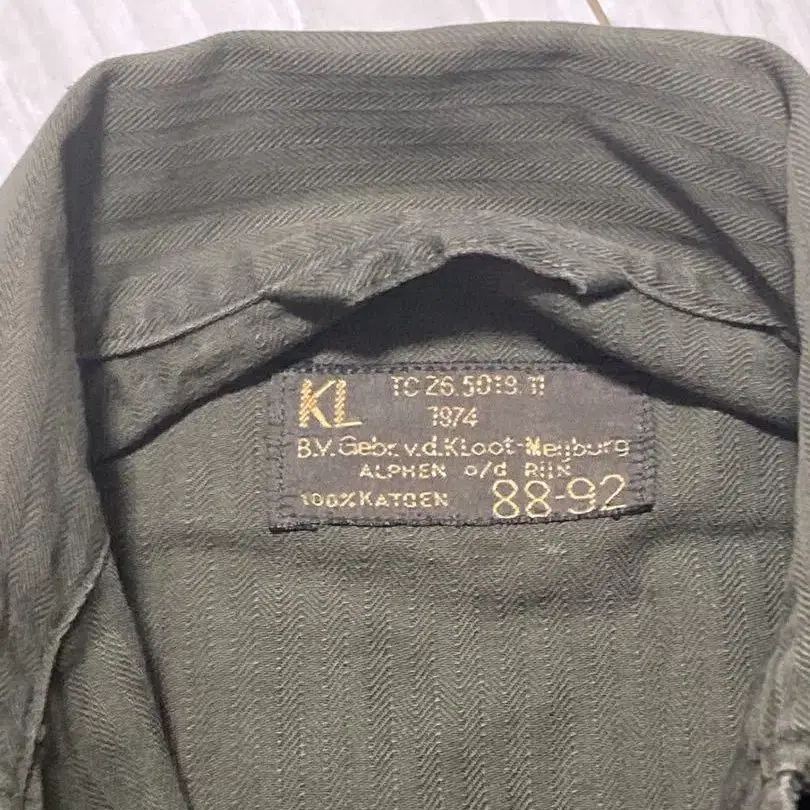 KL TC 26.5019.11
1974
B.V. Gebr. v.d. Kloot-Meijburg
ALPHEN o/d RIJN
100% KATOEN 88-92